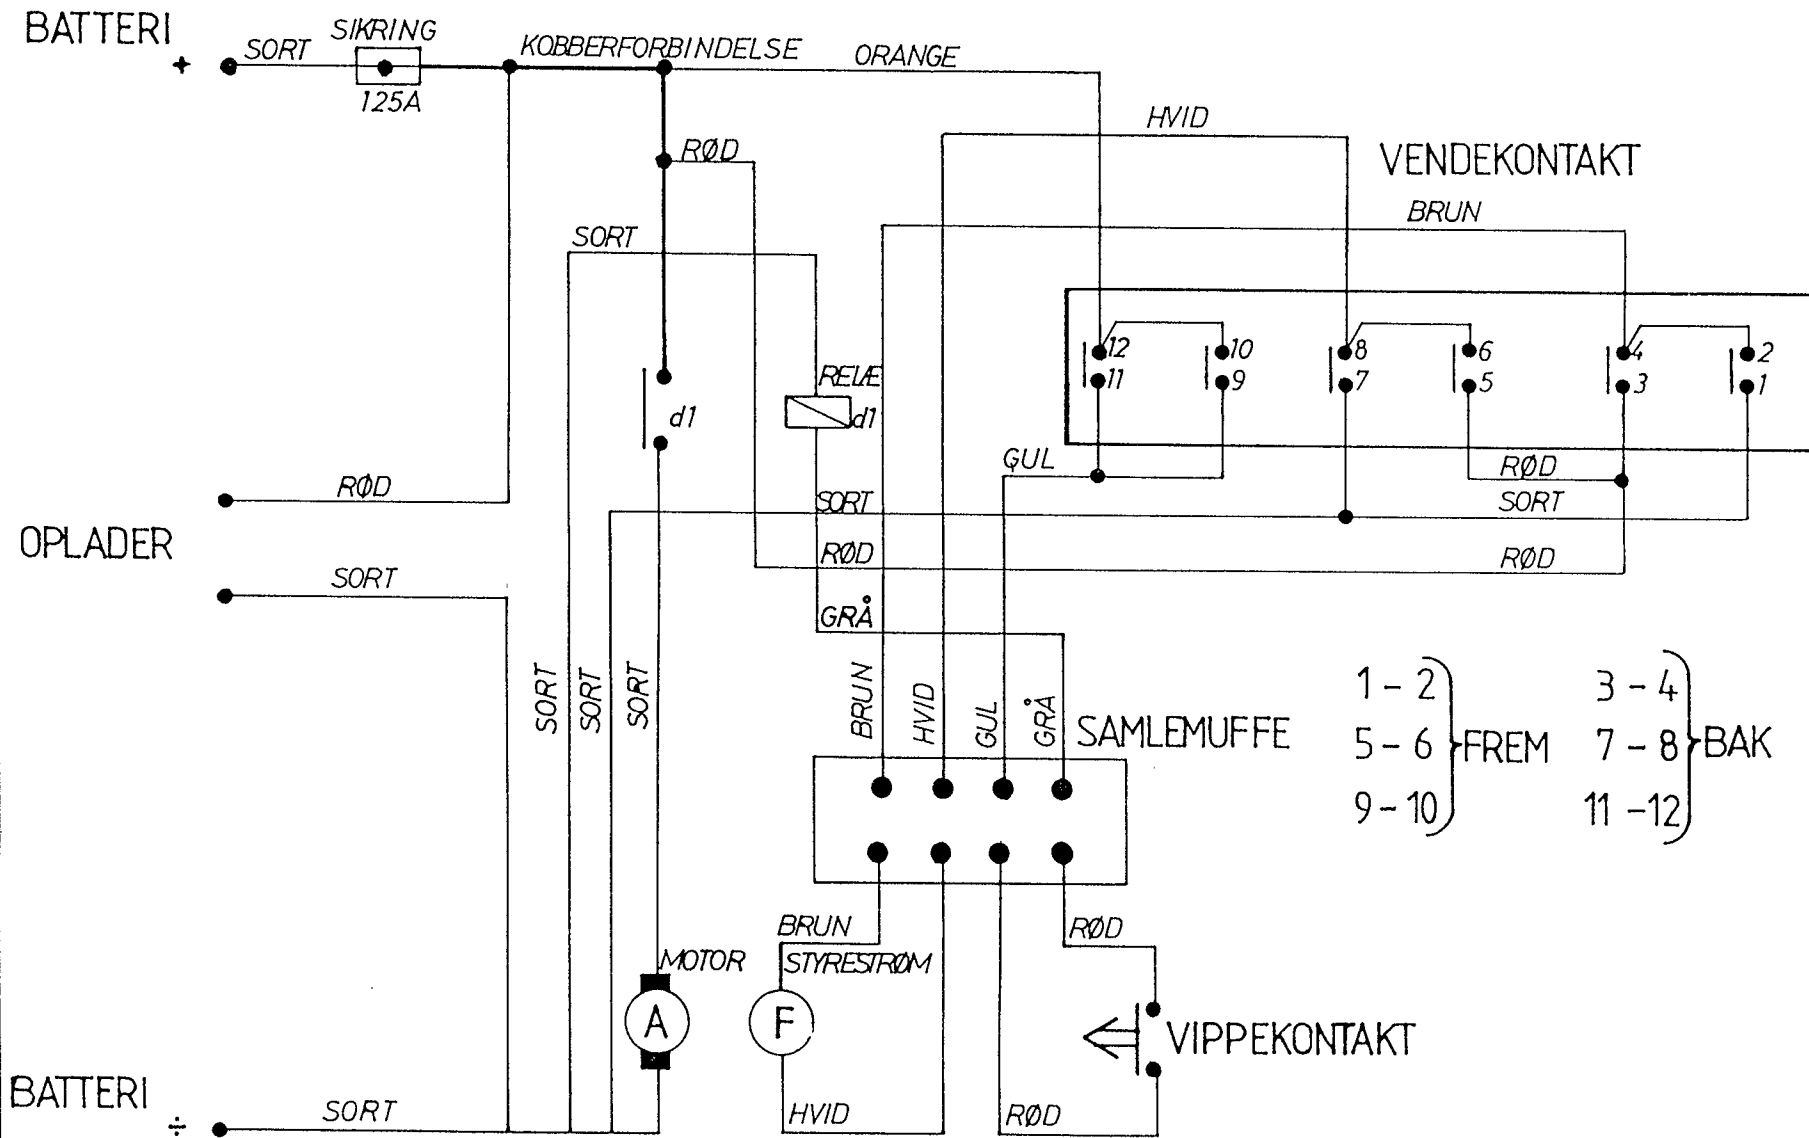 BATTERI
+
SORT
SIKRING
125A
KOBBERFORBINDELSE
ORANGE
HVID
RØD
VENDEKONTAKT
BRUN
SORT
12
11
10
9
8
7
6
5
4
3
2
1
RELÆ
d1
d1
GUL
RØD
RØD
SORT
SORT
OPLADER
RØD
RØD
SORT
GRÅ
SORT
SORT
SORT
BRUN
HVID
GUL
GRÅ
SAMLEMUFFE
1 - 2
5 - 6
9 - 10
FREM
3 - 4
7 - 8
11 - 12
BAK
BRUN
RØD
MOTOR
STYRESTRØM
A
F
VIPPEKONTAKT
BATTERI
÷
SORT
HVID
RØD